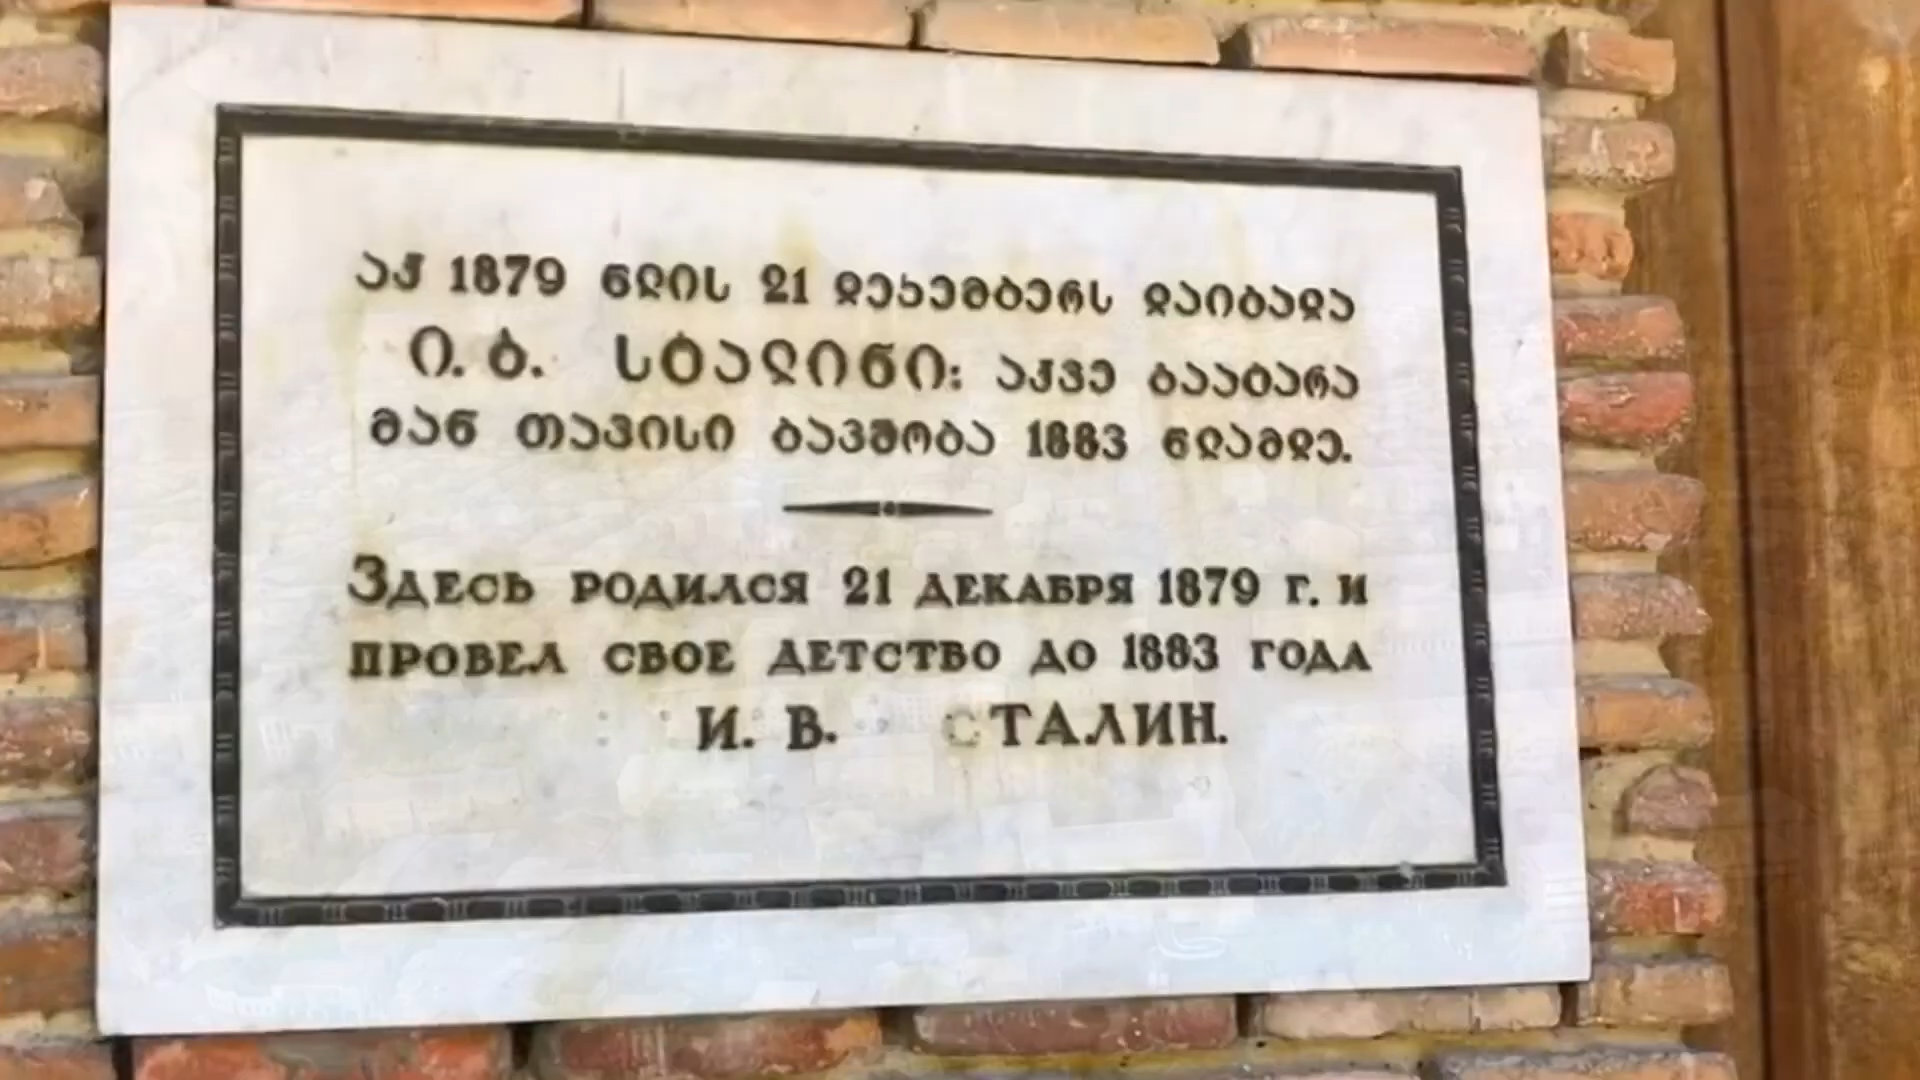 აქ 1879 წლის 21 დეკემბერს დაიბადა
ი. ბ. სტალინი: აქვე გაატარა
მან თავისი ბავშობა 1883 წლამდე.
Здесь родился 21 декабря 1879 г. и
провел свое детство до 1883 года
И. В. Сталин.